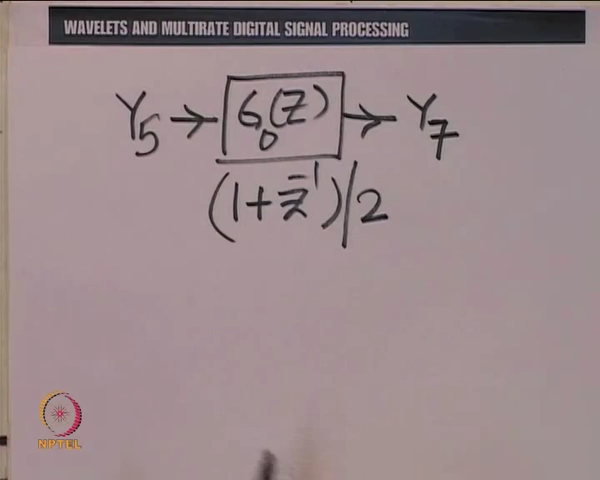 WAVELETS AND MULTIRATE DIGITAL SIGNAL PROCESSING
Y₅ → G₀(Z) → Y₇
(1+z⁻¹)/2
NPTEL